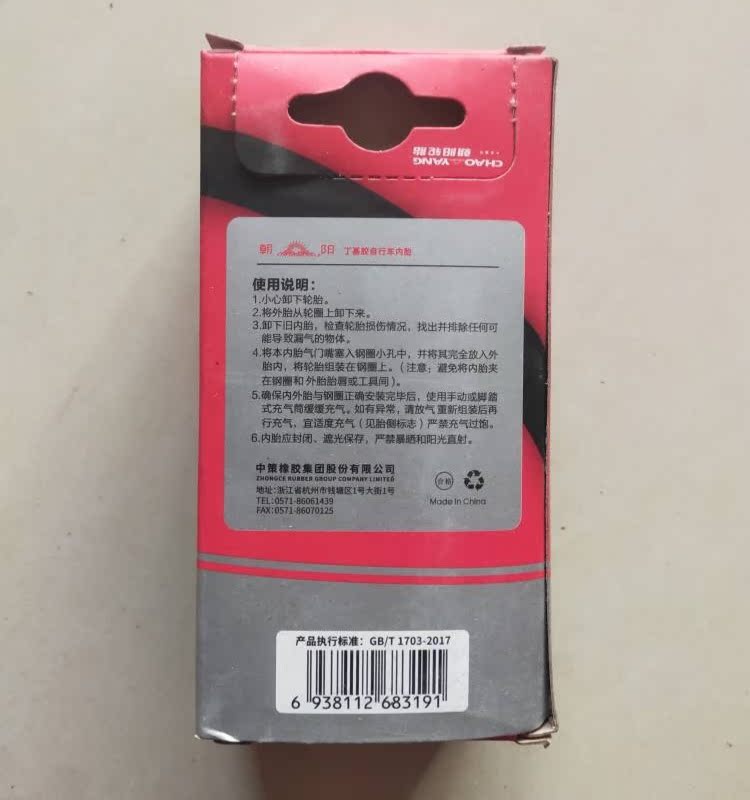 CHAO YANG
朝阳轮胎
朝 阳 丁基胶自行车内胎
使用说明：
1.小心卸下轮胎。
2.将外胎从轮圈上卸下来。
3.卸下旧内胎，检查轮胎损伤情况，找出并排除任何可
能导致漏气的物体。
4.将本内胎气门嘴塞入钢圈小孔中，并将其完全放入外
胎内，将轮胎组装在钢圈上。（注意：避免将内胎夹
在钢圈和 外胎胎唇或工具间）。
5.确保内外胎与钢圈正确安装完毕后，使用手动或脚踏
式充气筒缓缓充气。如有异常，请放气 重新组装后再
行充气，宜适度充气（见胎侧标志）严禁充气过饱。
6.内胎应封闭、遮光保存，严禁暴晒和阳光直射。
中策橡胶集团股份有限公司
ZHONGCE RUBBER GROUP COMPANY LIMITED
地址:浙江省杭州市钱塘区1号大街1号
TEL:0571-86061439
FAX:0571-86070125
合格
Made In China
产品执行标准：GB/T 1703-2017
6 938112 683191